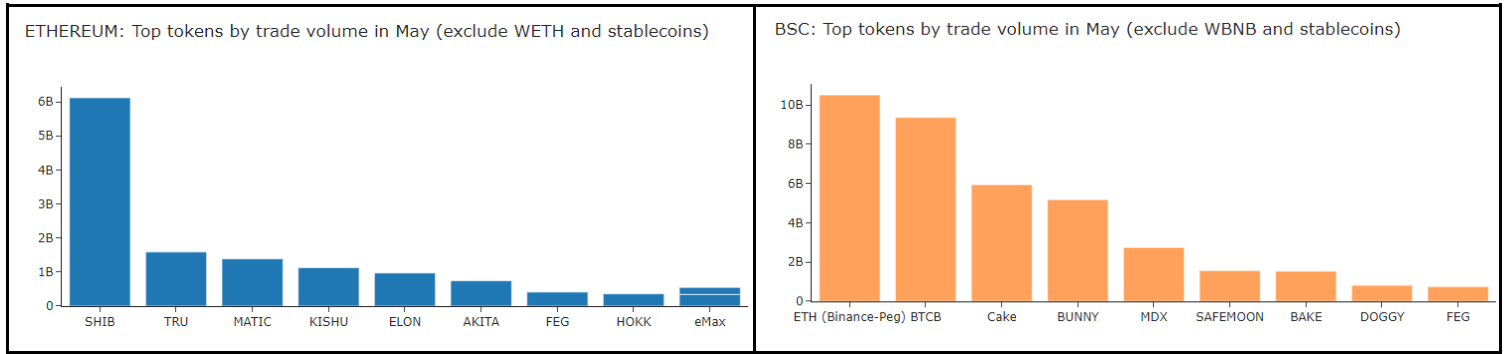 ETHEREUM: Top tokens by trade volume in May (exclude WETH and stablecoins)
6B
5B
4B
3B
2B
1B
0
SHIB TRU MATIC KISHU ELON AKITA FEG HOKK eMax
BSC: Top tokens by trade volume in May (exclude WBNB and stablecoins)
10B
8B
6B
4B
2B
0
ETH (Binance-Peg) BTCB Cake BUNNY MDX SAFEMOON BAKE DOGGY FEG